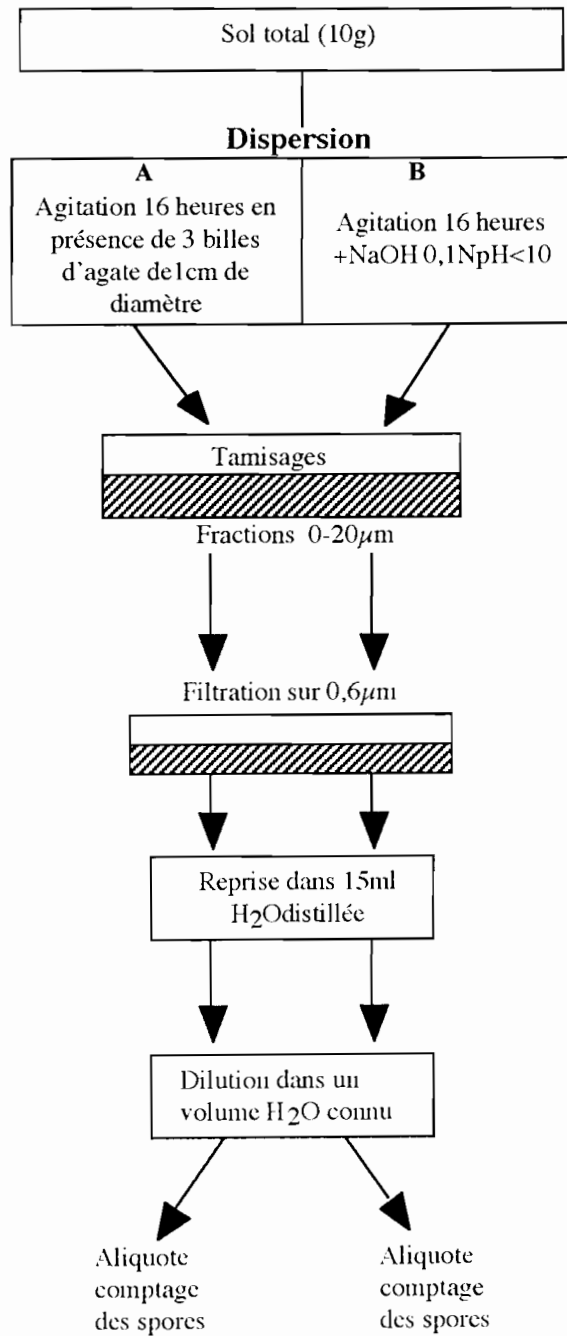 Sol total (10g)
Dispersion
A
Agitation 16 heures en
présence de 3 billes
d'agate de1cm de
diamètre
B
Agitation 16 heures
+NaOH 0,1NpH<10
Tamisages
Fractions 0-20µm
Filtration sur 0,6µm
Reprise dans 15ml
H2Odistillée
Dilution dans un
volume H2O connu
Aliquote
comptage
des spores
Aliquote
comptage
des spores